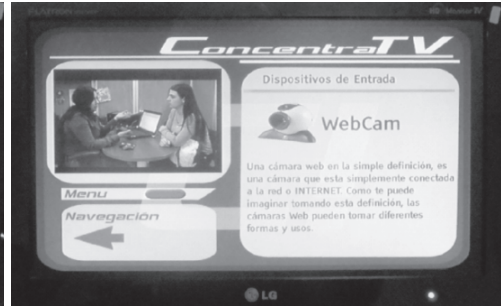 ConcentraTV
Dispositivos de Entrada
WebCam
Una cámara web en la simple definición, es
una cámara que esta simplemente conectada
a la red o INTERNET. Como te puede
imaginar tomando esta definición, las
cámaras Web pueden tomar diferentes
formas y usos.
Menu
Navegación
LG